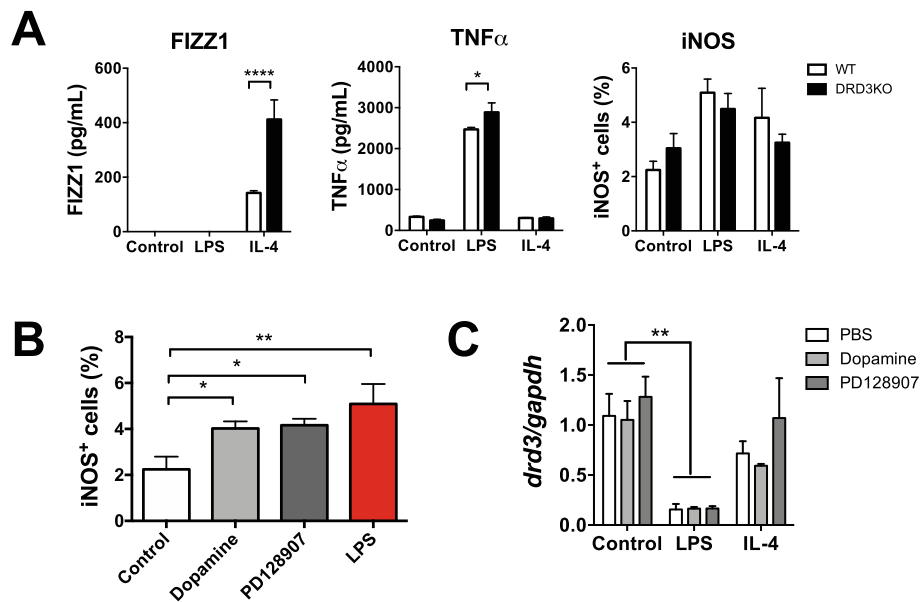 A
FIZZ1
FIZZ1 (pg/mL)
600
400
200
0
****
Control LPS IL-4
TNFα
TNFα (pg/mL)
4000
3000
2000
1000
0
*
Control LPS IL-4
iNOS
iNOS+ cells (%)
6
4
2
0
Control LPS IL-4
WT
DRD3KO
B
iNOS+ cells (%)
8
6
4
2
0
**
*
*
Control
Dopamine
PD128907
LPS
C
drd3/gapdh
2.0
1.5
1.0
0.5
0.0
**
Control LPS IL-4
PBS
Dopamine
PD128907